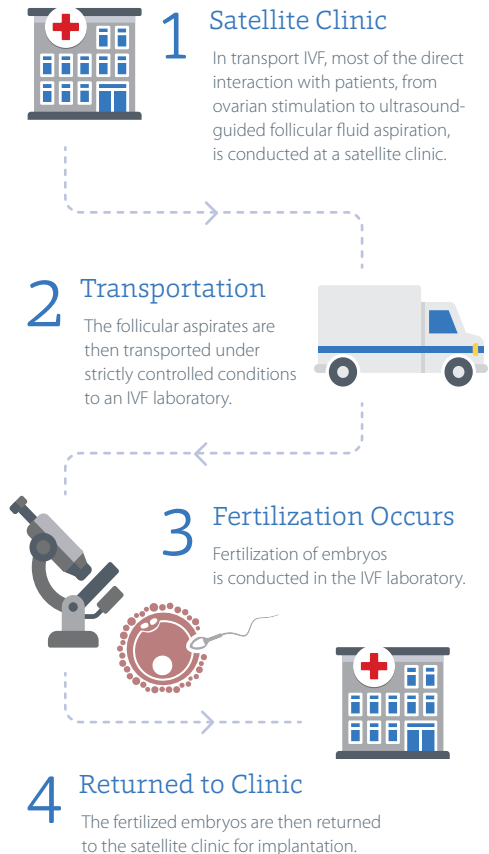 1 Satellite Clinic
In transport IVF, most of the direct
interaction with patients, from
ovarian stimulation to ultrasound-
guided follicular fluid aspiration,
is conducted at a satellite clinic.
2 Transportation
The follicular aspirates are
then transported under
strictly controlled conditions
to an IVF laboratory.
3 Fertilization Occurs
Fertilization of embryos
is conducted in the IVF laboratory.
4 Returned to Clinic
The fertilized embryos are then returned
to the satellite clinic for implantation.